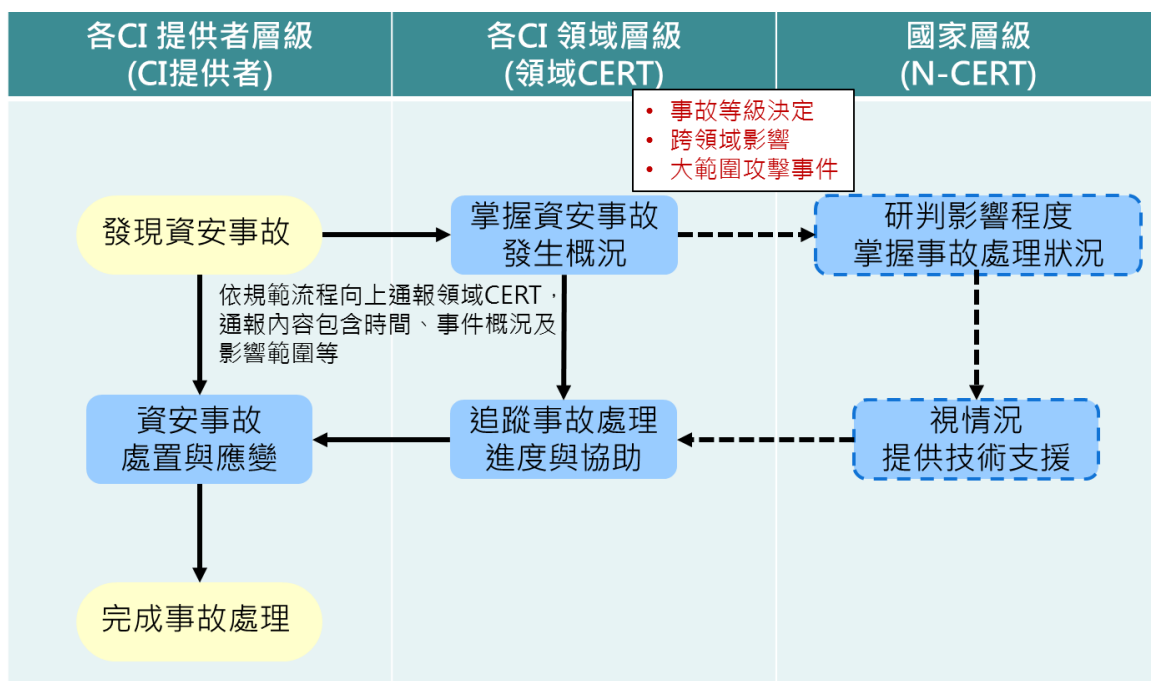 各CI 提供者層級
(CI提供者)
各CI 領域層級
(領域CERT)
國家層級
(N-CERT)
• 事故等級決定
• 跨領域影響
• 大範圍攻擊事件
發現資安事故
掌握資安事故
發生概況
研判影響程度
掌握事故處理狀況
依規範流程向上通報領域CERT，
通報內容包含時間、事件概況及
影響範圍等
資安事故
處置與應變
追蹤事故處理
進度與協助
視情況
提供技術支援
完成事故處理